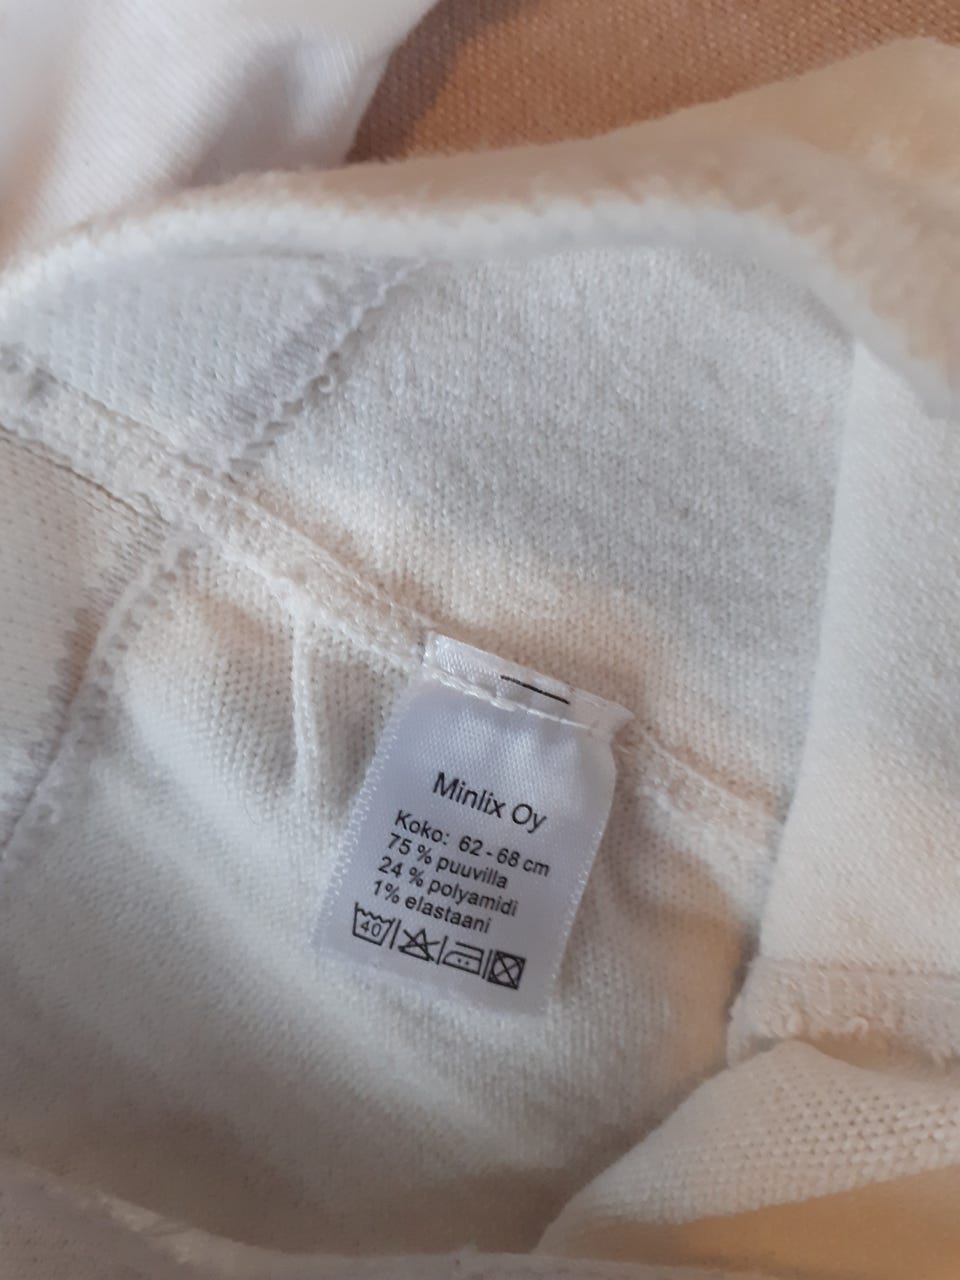 Minlix Oy
Koko: 62 - 68 cm
75 % puuvilla
24 % polyamidi
1% elastaani
40